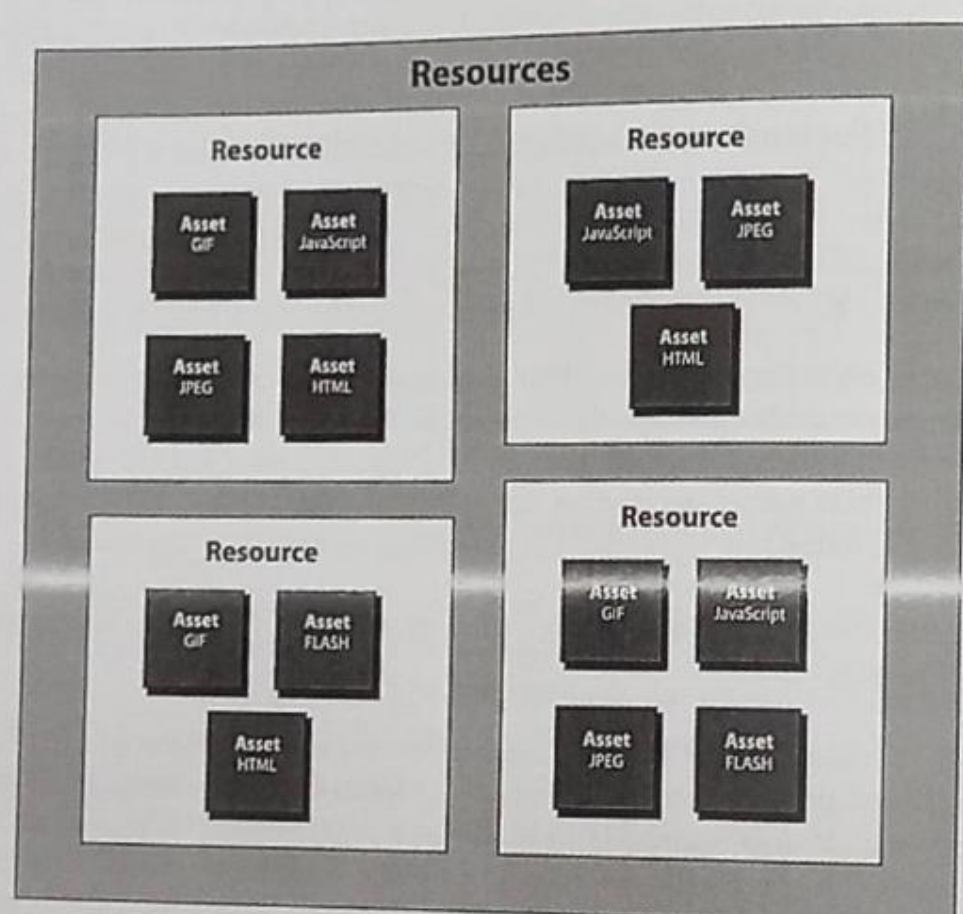 Resources
Resource
Asset
GIF
Asset
JavaScript
Asset
JPEG
Asset
HTML
Resource
Asset
JavaScript
Asset
JPEG
Asset
HTML
Resource
Asset
GIF
Asset
FLASH
Asset
HTML
Resource
Asset
GIF
Asset
JavaScript
Asset
JPEG
Asset
FLASH